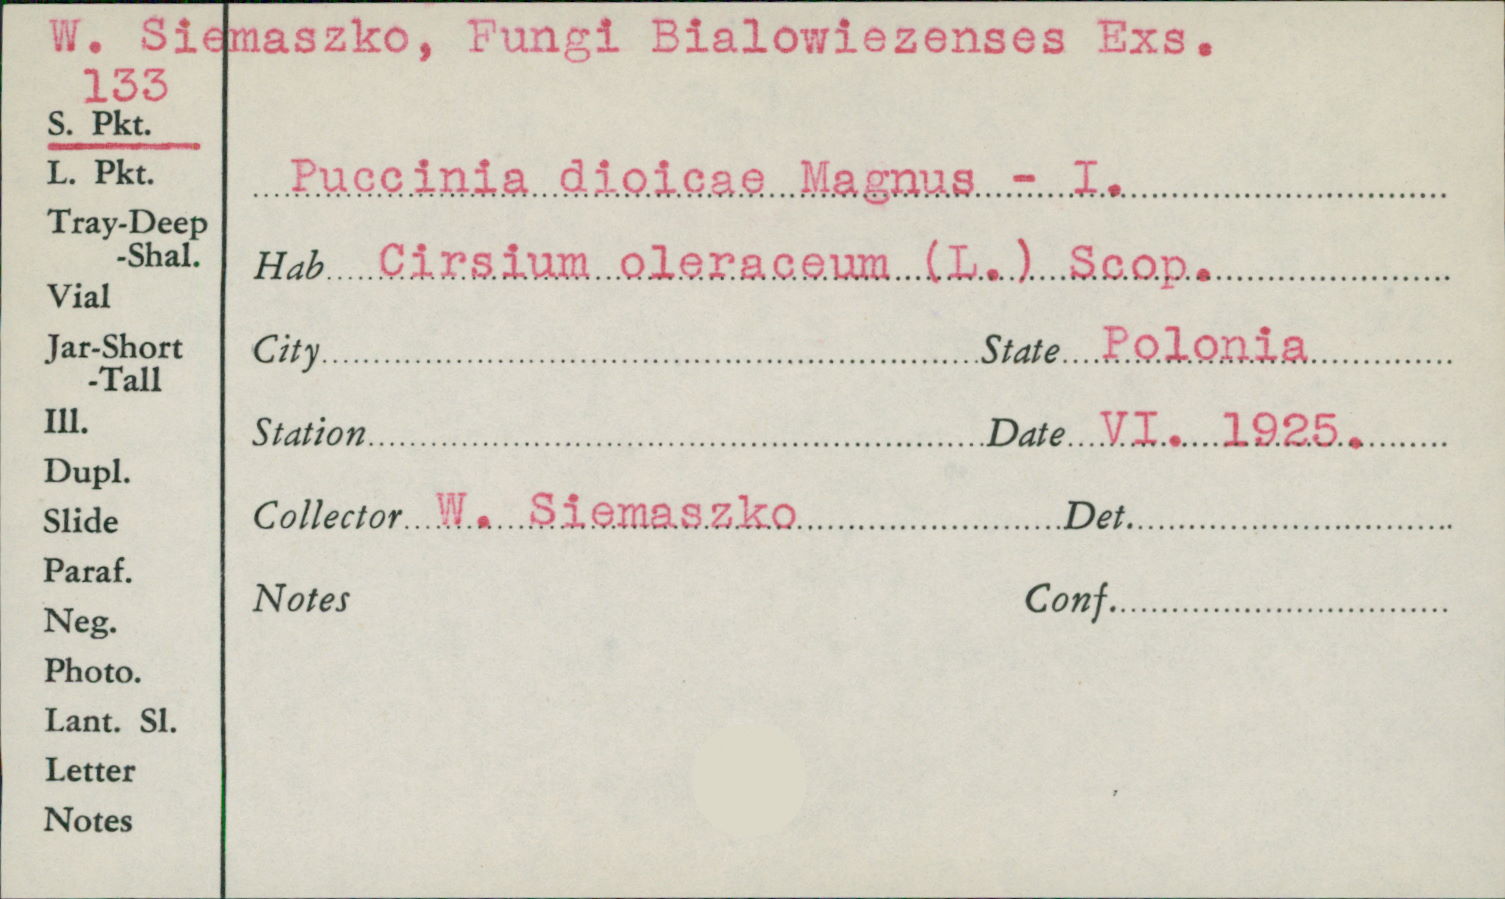 W. Siemaszko, Fungi Bialowiezenses Exs.
133
S. Pkt.
L. Pkt.
Tray-Deep
-Shal.
Vial
Jar-Short
-Tall
Ill.
Dupl.
Slide
Paraf.
Neg.
Photo.
Lant. Sl.
Letter
Notes
Puccinia dioicae Magnus - I.
Hab Cirsium oleraceum (L.) Scop.
City State Polonia
Station Date VI. 1925.
Collector W. Siemaszko Det.
Notes Conf.